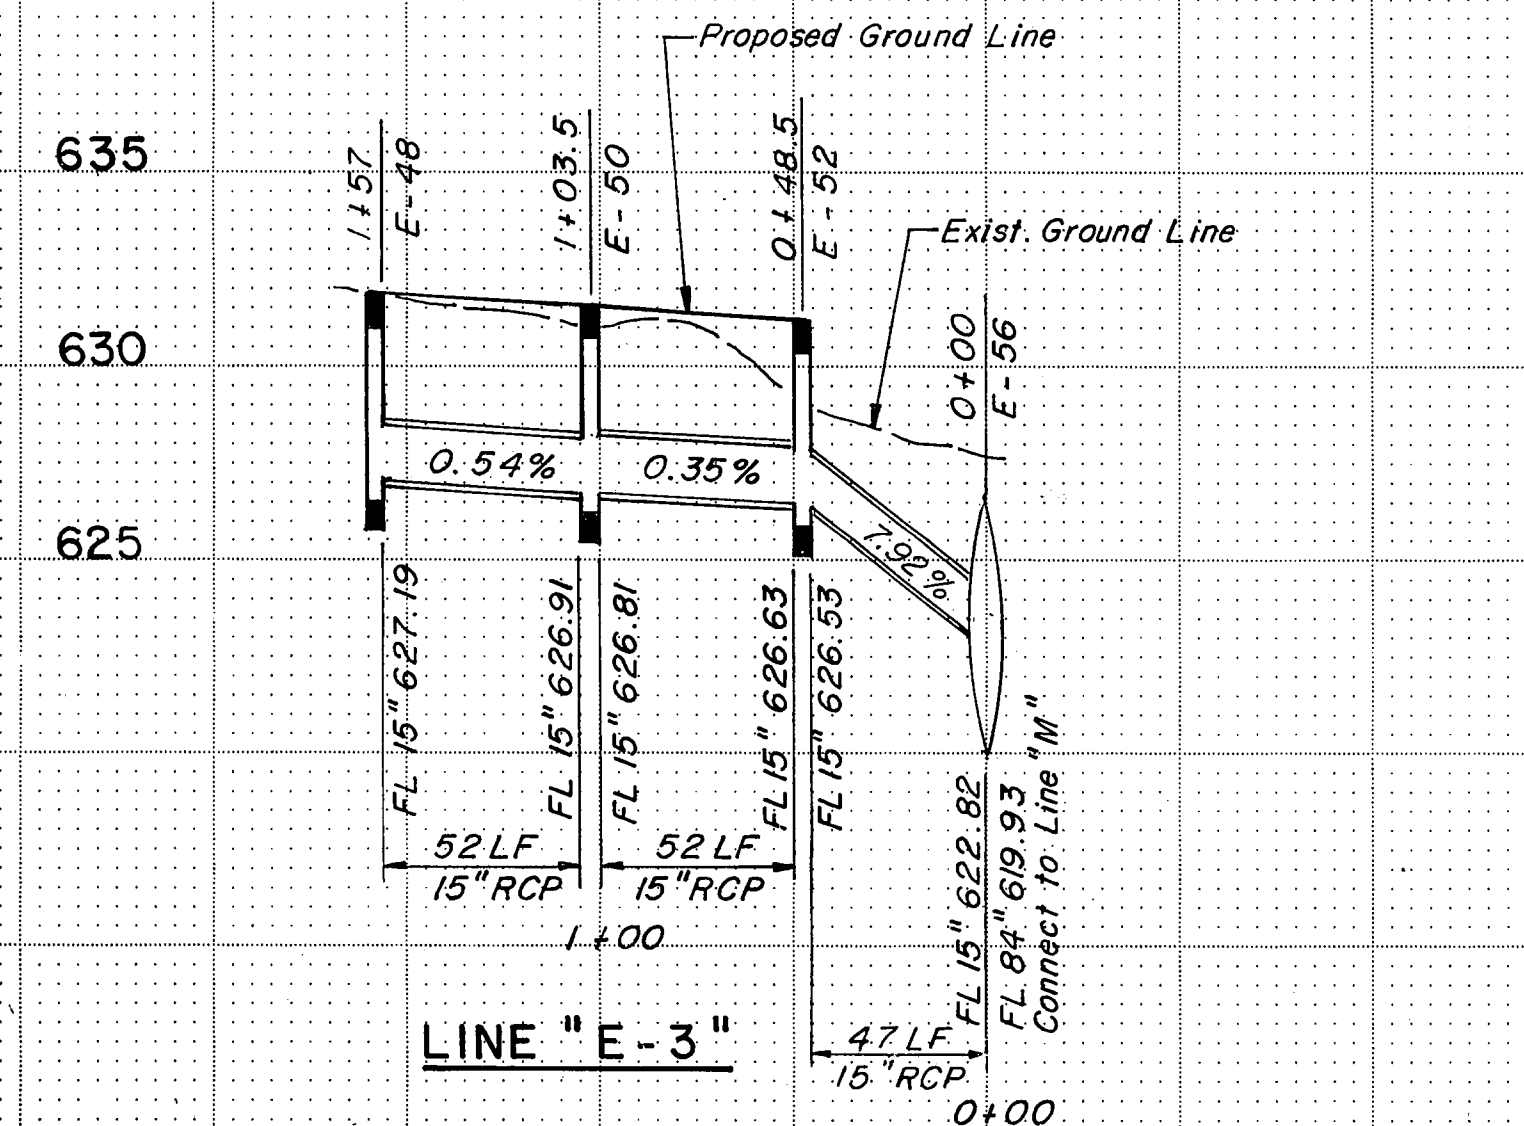 Proposed Ground Line
635
1+57
E-48
1+03.5
E-50
0+48.5
E-52
Exist. Ground Line
630
0+00
E-56
0.54%
0.35%
7.92%
625
FL 15" 627.19
FL 15" 626.91
FL 15" 626.81
FL 15" 626.63
FL 15" 626.53
FL 15" 622.82
FL 84" 619.93
Connect to Line "M"
52 LF
15" RCP
52 LF
15" RCP
1+00
LINE "E-3"
47 LF
15" RCP
0+00